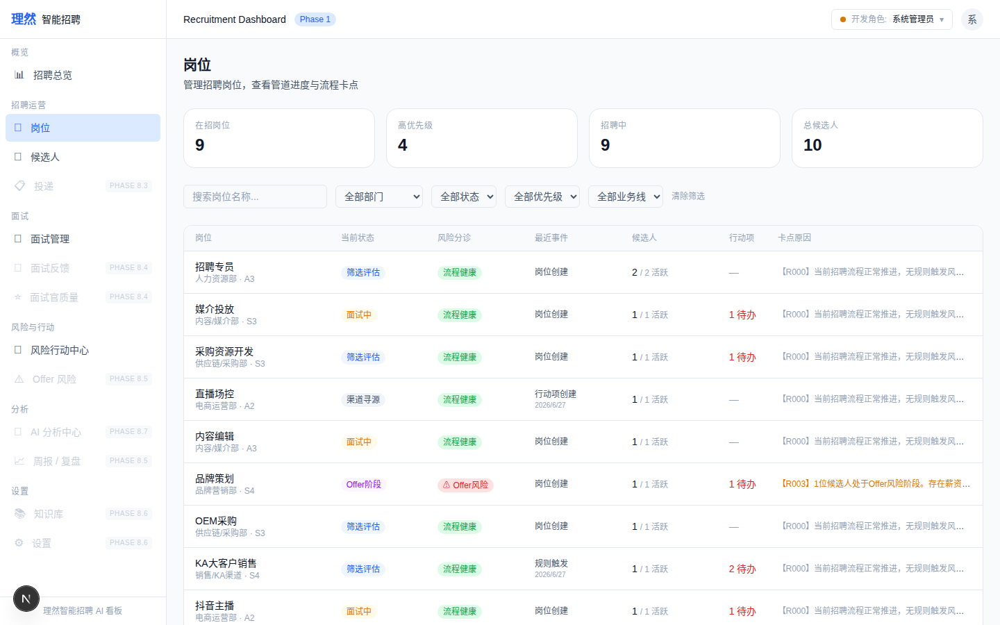 理然 智能招聘
概览
招聘总览
招聘运营
岗位
候选人
投递 PHASE 8.3
面试
面试管理
面试反馈 PHASE 8.4
面试官质量 PHASE 8.4
风险与行动
风险行动中心
Offer 风险 PHASE 8.5
分析
AI 分析中心 PHASE 8.7
周报 / 复盘 PHASE 8.5
设置
知识库 PHASE 8.6
设置 PHASE 8.6
理然智能招聘 AI 看板
Recruitment Dashboard Phase 1
开发角色: 系统管理员 ▾ 系
岗位
管理招聘岗位，查看管道进度与流程卡点
在招岗位 高优先级 招聘中 总候选人
9 4 9 10
搜索岗位名称... 全部部门 全部状态 全部优先级 全部业务线 清除筛选
岗位 当前状态 风险分诊 最近事件 候选人 行动项 卡点原因
招聘专员 筛选评估 流程健康 岗位创建 2 / 2 活跃 — 【R000】当前招聘流程正常推进，无规则触发风...
人力资源部 · A3
媒介投放 面试中 流程健康 岗位创建 1 / 1 活跃 1 待办 【R000】当前招聘流程正常推进，无规则触发风...
内容/媒介部 · S3
采购资源开发 筛选评估 流程健康 岗位创建 1 / 1 活跃 1 待办 【R000】当前招聘流程正常推进，无规则触发风...
供应链/采购部 · S3
直播场控 渠道寻源 流程健康 行动项创建 1 / 1 活跃 — 【R000】当前招聘流程正常推进，无规则触发风...
电商运营部 · A2 2026/6/27
内容编辑 面试中 流程健康 岗位创建 1 / 1 活跃 — 【R000】当前招聘流程正常推进，无规则触发风...
内容/媒介部 · A3
品牌策划 Offer阶段 ⚠ Offer风险 岗位创建 1 / 1 活跃 1 待办 【R003】1位候选人处于Offer风险阶段。存在薪资...
品牌营销部 · S4
OEM采购 筛选评估 流程健康 岗位创建 1 / 1 活跃 — 【R000】当前招聘流程正常推进，无规则触发风...
供应链/采购部 · S3
KA大客户销售 筛选评估 流程健康 规则触发 1 / 1 活跃 2 待办 【R000】当前招聘流程正常推进，无规则触发风...
销售/KA渠道 · S4 2026/6/27
抖音主播 面试中 流程健康 岗位创建 1 / 1 活跃 1 待办 【R000】当前招聘流程正常推进，无规则触发风...
电商运营部 · A2